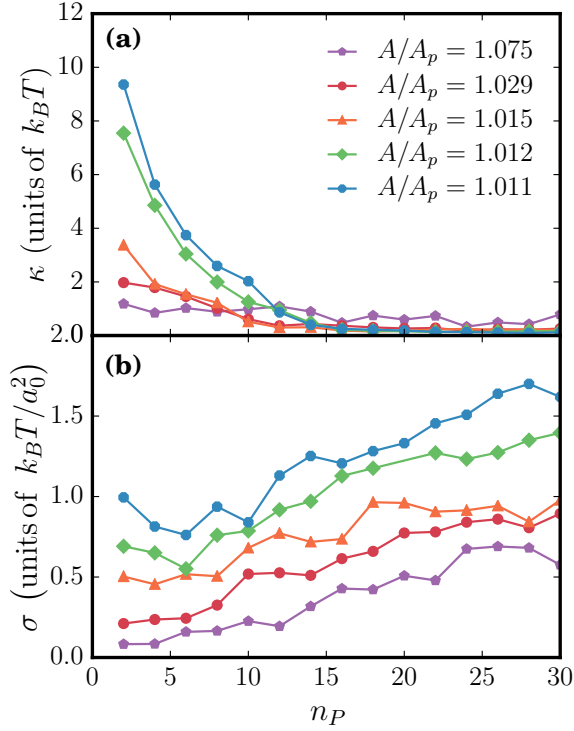 12
(a)
10
8
6
4
2
κ (units of k_BT)
A/A_p = 1.075
A/A_p = 1.029
A/A_p = 1.015
A/A_p = 1.012
A/A_p = 1.011
2.0
(b)
1.5
1.0
0.5
0.0
σ (units of k_BT/a_0^2)
0 5 10 15 20 25 30
n_P